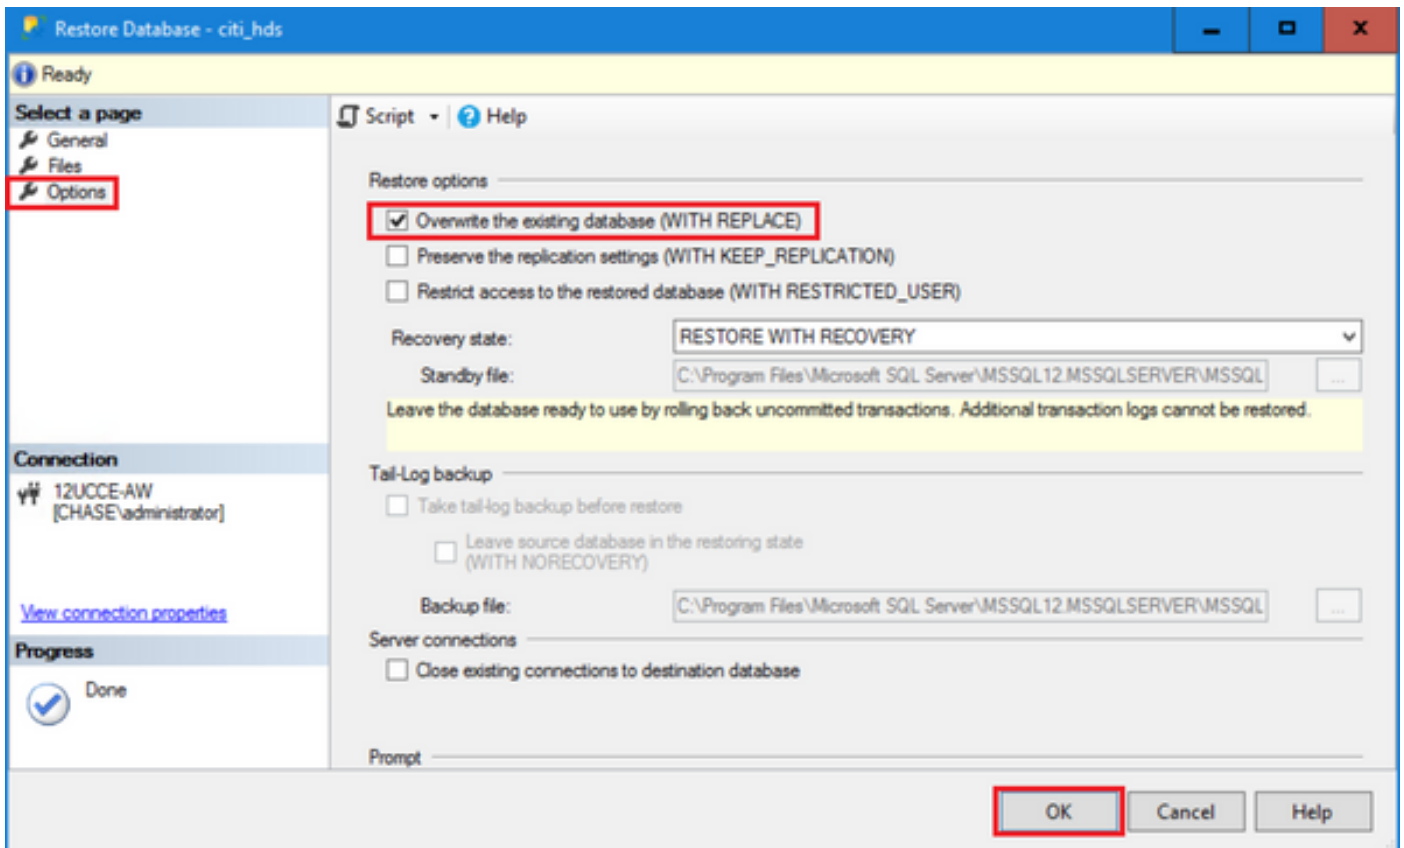 Restore Database - citi_hds
Ready
Select a page
General
Files
Options
Script
Help
Restore options
Overwrite the existing database (WITH REPLACE)
Preserve the replication settings (WITH KEEP_REPLICATION)
Restrict access to the restored database (WITH RESTRICTED_USER)
Recovery state:
RESTORE WITH RECOVERY
Standby file:
C:\Program Files\Microsoft SQL Server\MSSQL12.MSSQLSERVER\MSSQL
...
Leave the database ready to use by rolling back uncommitted transactions. Additional transaction logs cannot be restored.
Connection
12UCCE-AW
[CHASE\administrator]
View connection properties
Tail-Log backup
Take tail-log backup before restore
Leave source database in the restoring state
(WITH NORECOVERY)
Backup file:
C:\Program Files\Microsoft SQL Server\MSSQL12.MSSQLSERVER\MSSQL
...
Server connections
Close existing connections to destination database
Progress
Done
Prompt
OK
Cancel
Help